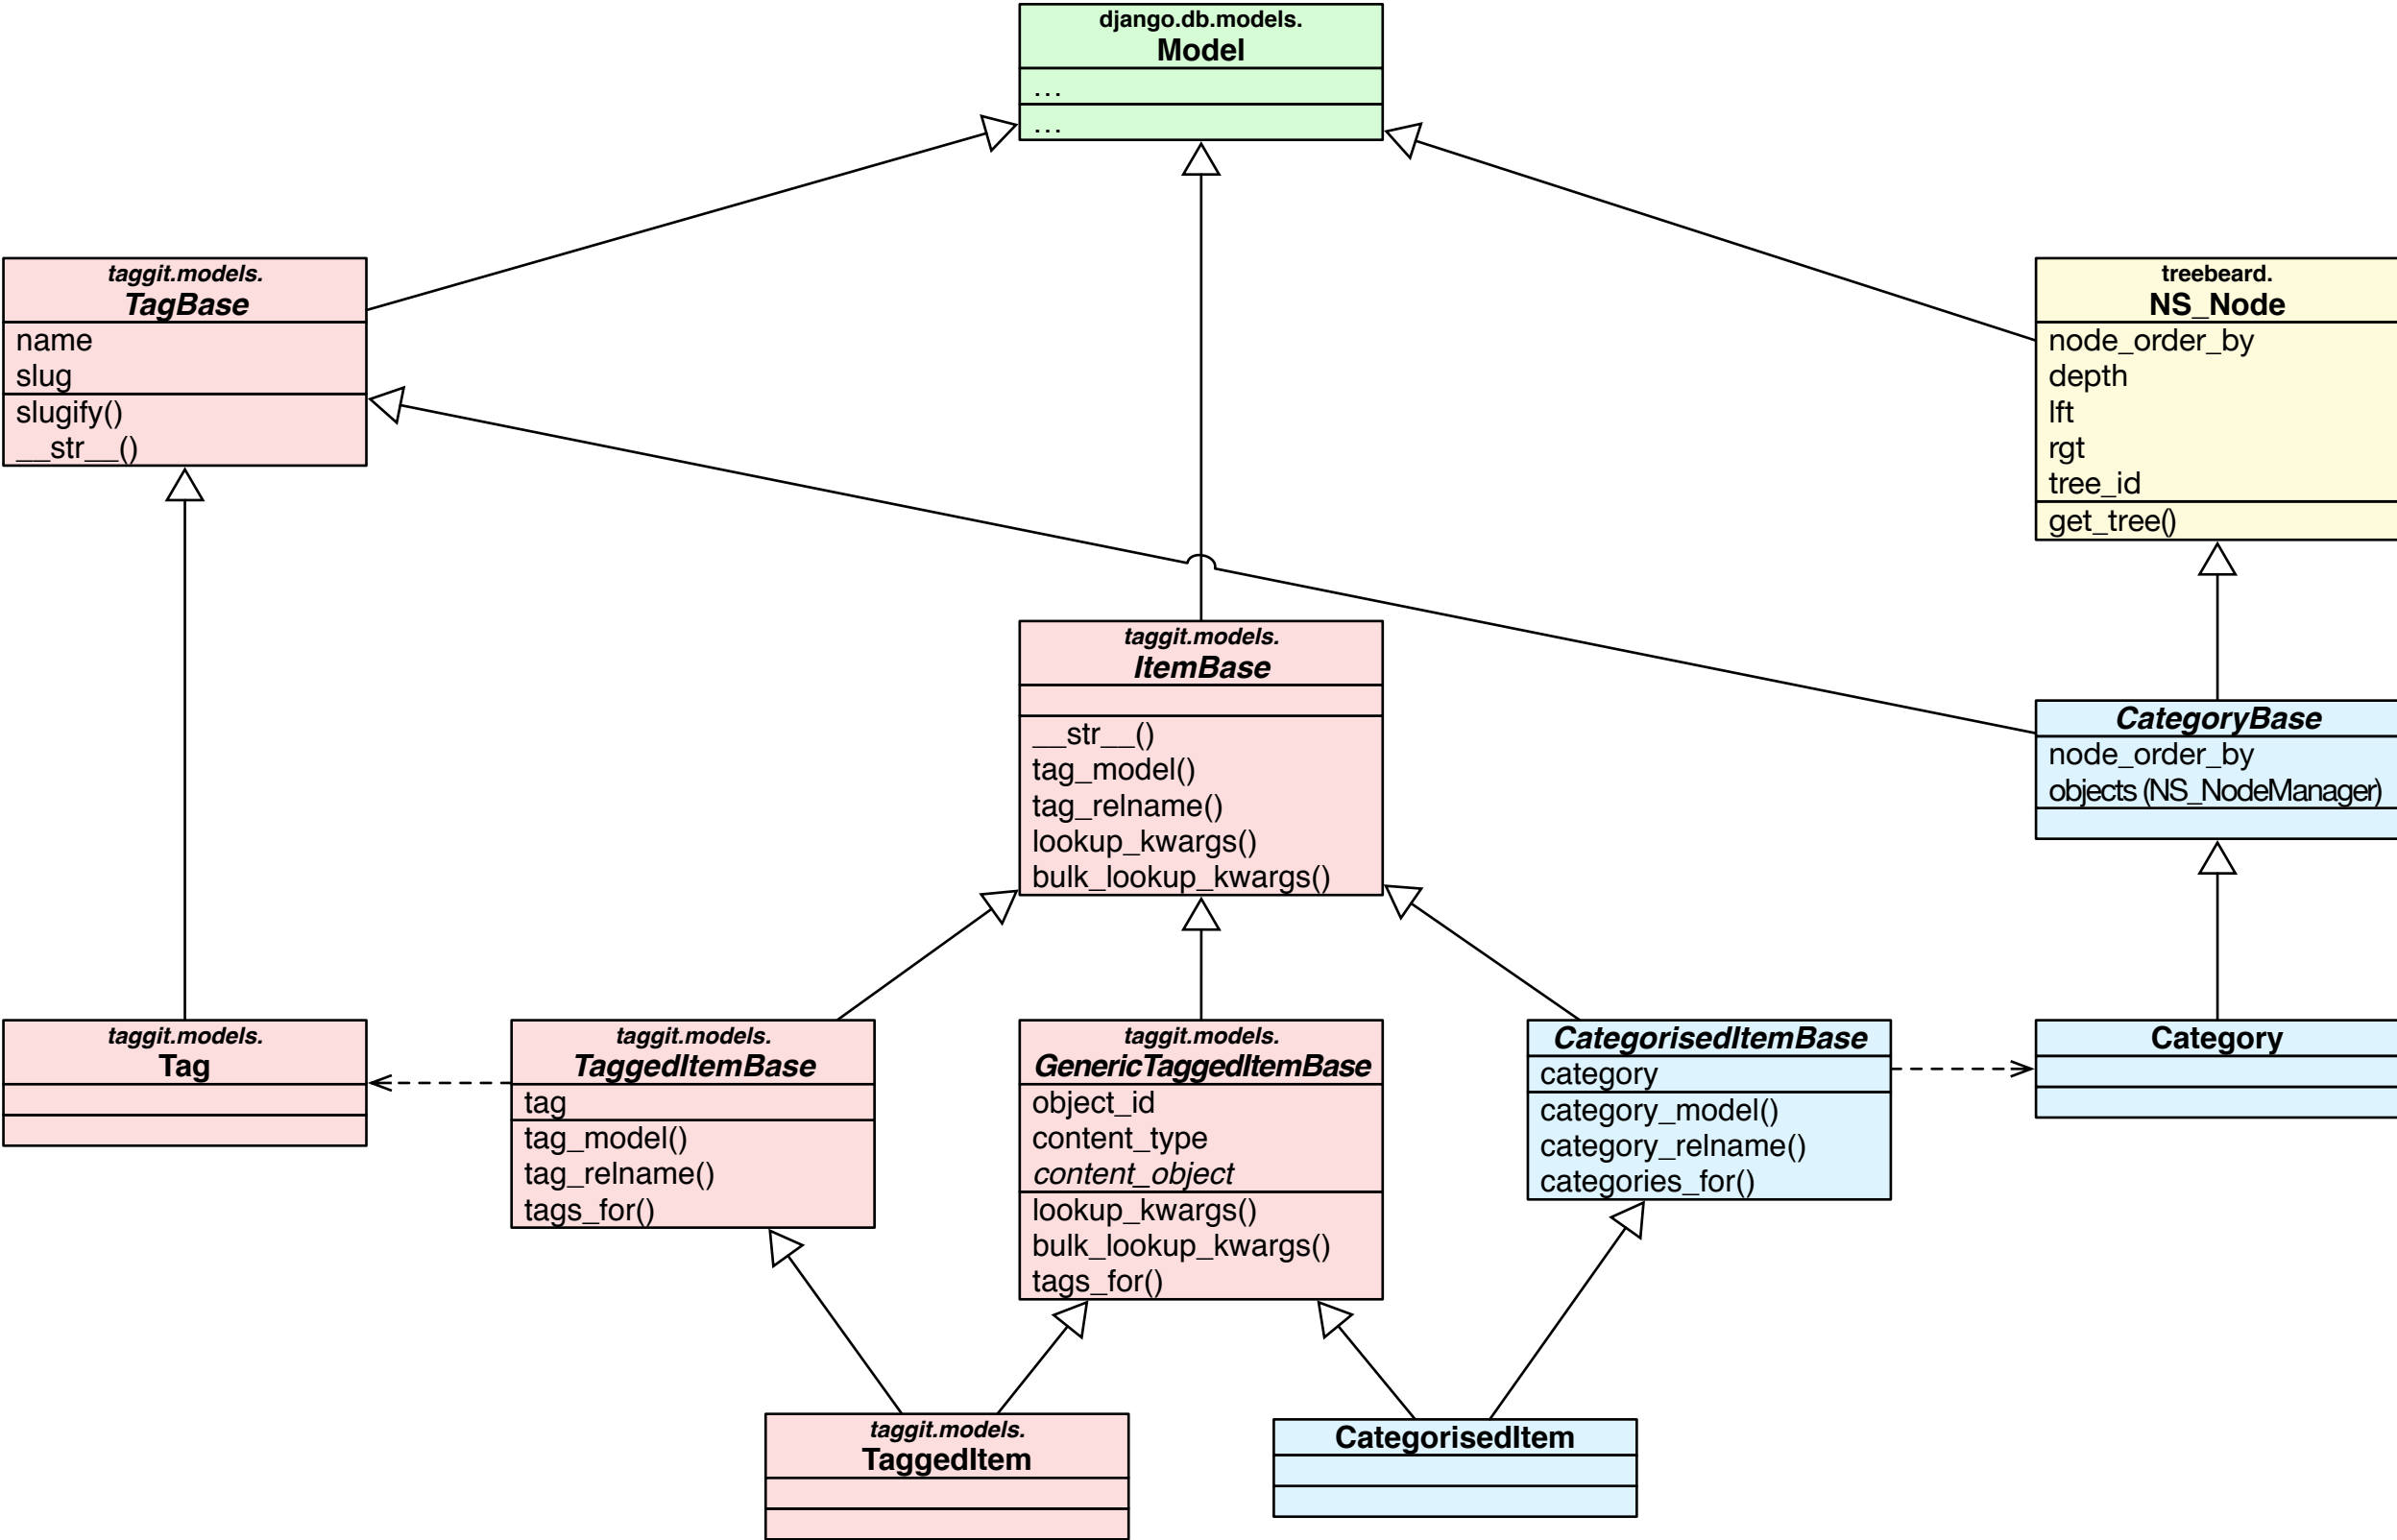 django.db.models.
Model
...
...
taggit.models.
TagBase
name
slug
slugify()
__str__()
treebeard.
NS_Node
node_order_by
depth
lft
rgt
tree_id
get_tree()
taggit.models.
ItemBase
__str__()
tag_model()
tag_relname()
lookup_kwargs()
bulk_lookup_kwargs()
CategoryBase
node_order_by
objects (NS_NodeManager)
taggit.models.
Tag
taggit.models.
TaggedItemBase
tag
tag_model()
tag_relname()
tags_for()
taggit.models.
GenericTaggedItemBase
object_id
content_type
content_object
lookup_kwargs()
bulk_lookup_kwargs()
tags_for()
CategorisedItemBase
category
category_model()
category_relname()
categories_for()
Category
taggit.models.
TaggedItem
CategorisedItem